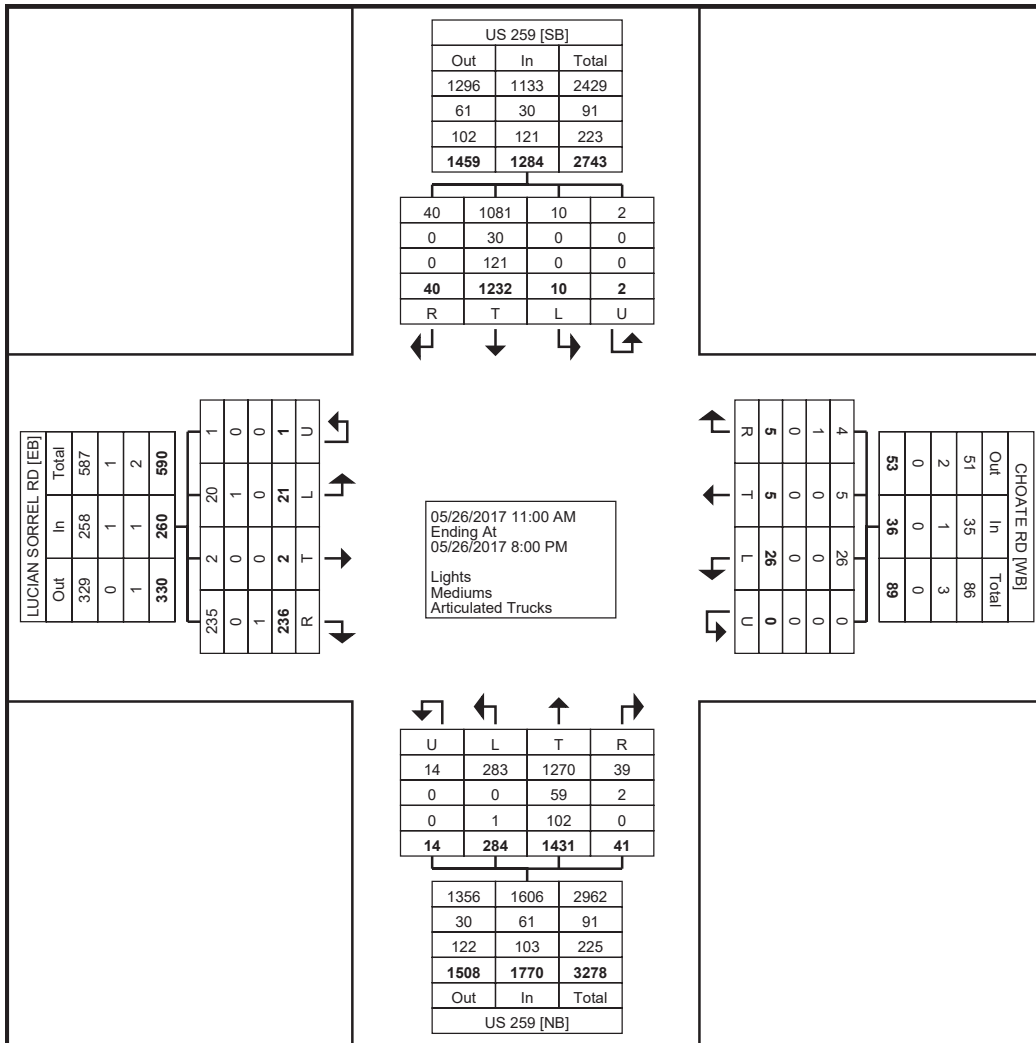 US 259 [SB]
Out In Total
1296 1133 2429
61 30 91
102 121 223
1459 1284 2743
40 1081 10 2
0 30 0 0
0 121 0 0
40 1232 10 2
R T L U
LUCIAN SORREL RD [EB]
Total 587 1 2 590
In 258 1 1 260
Out 329 0 1 330
1 0 0 1 U
20 1 0 21 L
2 0 0 2 T
235 0 1 236 R
05/26/2017 11:00 AM
Ending At
05/26/2017 8:00 PM
Lights
Mediums
Articulated Trucks
R 5 0 1 4
T 5 0 0 5
L 26 0 0 26
U 0 0 0 0
CHOATE RD [WB]
Out In Total
51 35 86
2 1 3
0 0 0
53 36 89
U L T R
14 283 1270 39
0 0 59 2
0 1 102 0
14 284 1431 41
1356 1606 2962
30 61 91
122 103 225
1508 1770 3278
Out In Total
US 259 [NB]